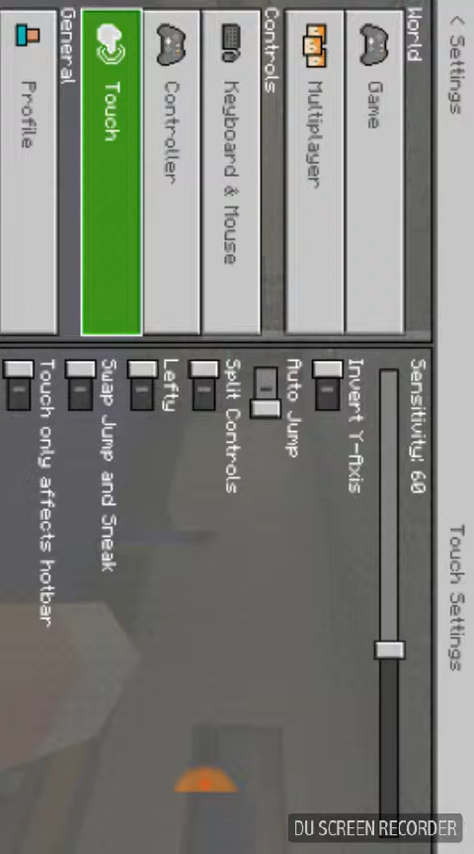 < Settings
Touch Settings
World
Game
Multiplayer
Controls
Keyboard & Mouse
Controller
Touch
General
Profile
Sensitivity: 60
Invert Y-Axis
Auto Jump
Split Controls
Lefty
Swap Jump and Sneak
Touch only affects hotbar
DU SCREEN RECORDER